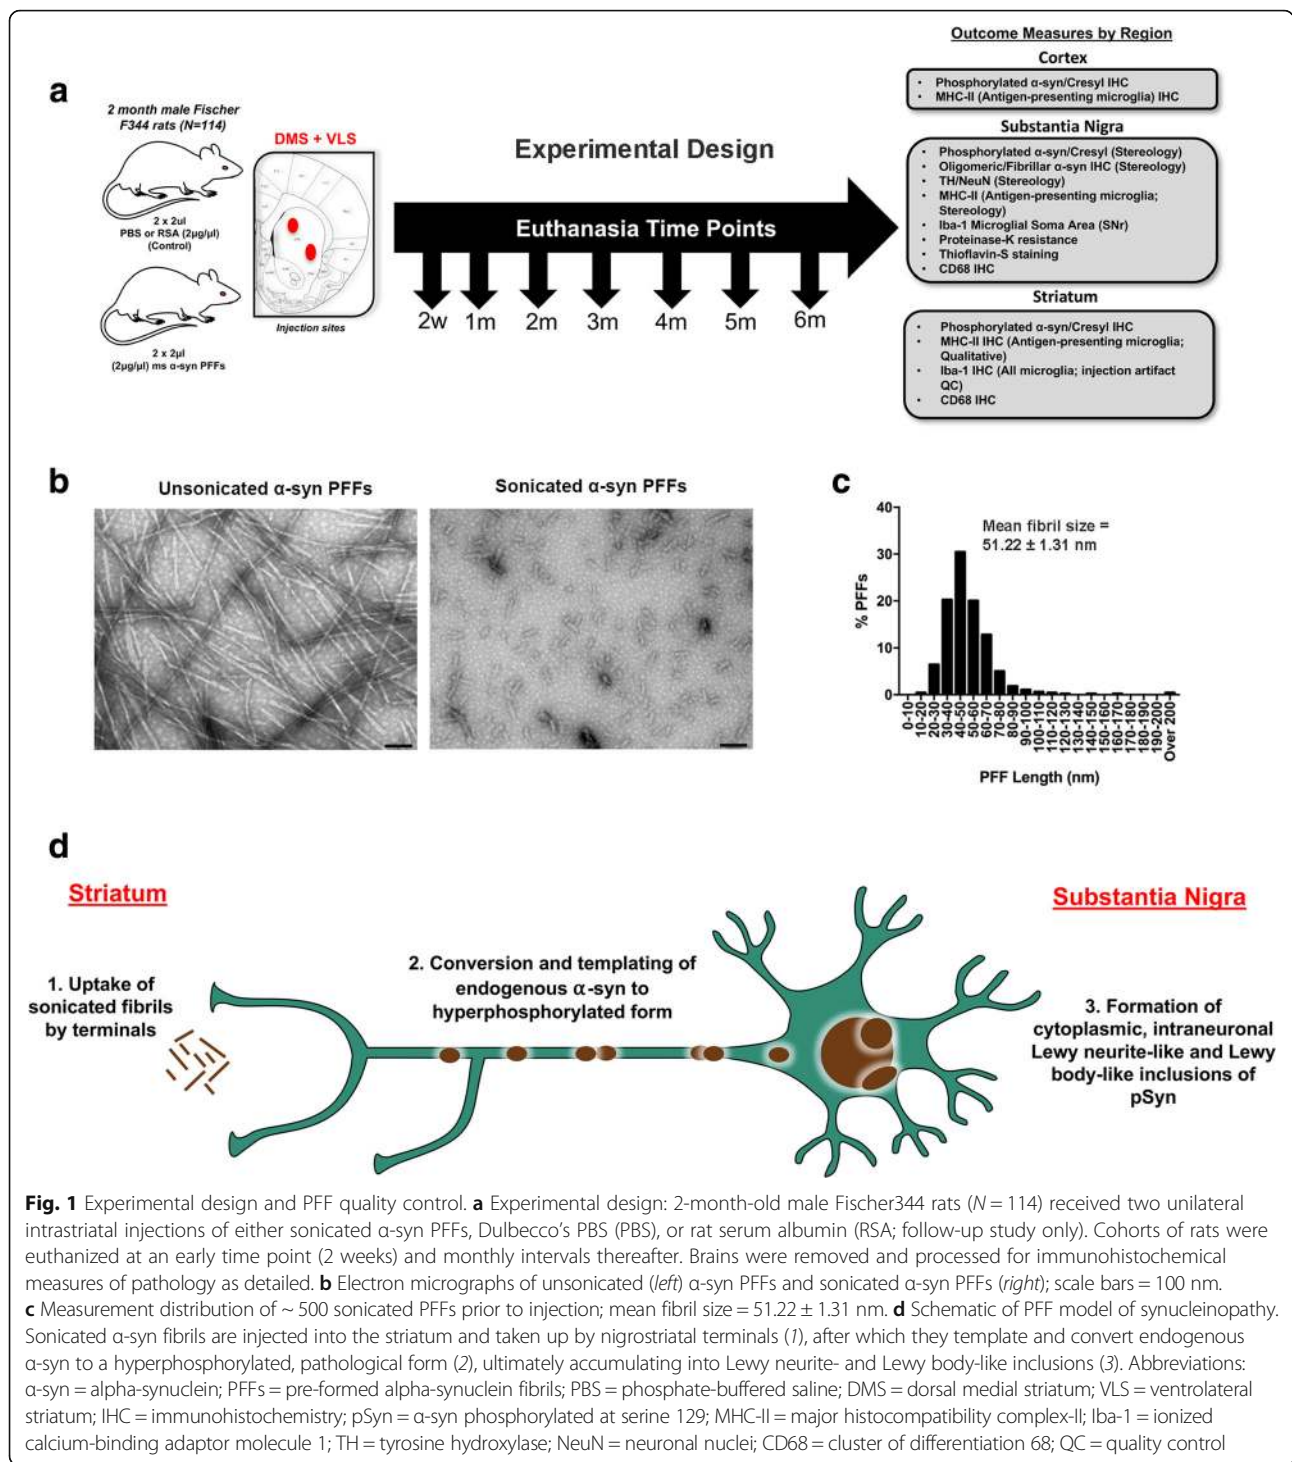 a
2 month male Fischer
F344 rats (N=114)
2 x 2ul
PBS or RSA (2µg/µl)
(Control)
2 x 2µl
(2µg/µl) ms α-syn PFFs
DMS + VLS
Injection sites
Experimental Design
Euthanasia Time Points
2w 1m 2m 3m 4m 5m 6m
Outcome Measures by Region
Cortex
• Phosphorylated α-syn/Cresyl IHC
• MHC-II (Antigen-presenting microglia) IHC
Substantia Nigra
• Phosphorylated α-syn/Cresyl (Stereology)
• Oligomeric/Fibrillar α-syn IHC (Stereology)
• TH/NeuN (Stereology)
• MHC-II (Antigen-presenting microglia;
Stereology)
• Iba-1 Microglial Soma Area (SNr)
• Proteinase-K resistance
• Thioflavin-S staining
• CD68 IHC
Striatum
• Phosphorylated α-syn/Cresyl IHC
• MHC-II IHC (Antigen-presenting microglia;
Qualitative)
• Iba-1 IHC (All microglia; injection artifact
QC)
• CD68 IHC
b
Unsonicated α-syn PFFs
Sonicated α-syn PFFs
c
Mean fibril size =
51.22 ± 1.31 nm
% PFFs
40
30
20
10
0
0-10
10-20
20-30
30-40
40-50
50-60
60-70
70-80
80-90
90-100
100-110
110-120
120-130
130-140
140-150
150-160
160-170
170-180
180-190
190-200
Over 200
PFF Length (nm)
d
Striatum
1. Uptake of
sonicated fibrils
by terminals
2. Conversion and templating of
endogenous α-syn to
hyperphosphorylated form
Substantia Nigra
3. Formation of
cytoplasmic, intraneuronal
Lewy neurite-like and Lewy
body-like inclusions of
pSyn
Fig. 1 Experimental design and PFF quality control. a Experimental design: 2-month-old male Fischer344 rats (N = 114) received two unilateral
intrastriatal injections of either sonicated α-syn PFFs, Dulbecco's PBS (PBS), or rat serum albumin (RSA; follow-up study only). Cohorts of rats were
euthanized at an early time point (2 weeks) and monthly intervals thereafter. Brains were removed and processed for immunohistochemical
measures of pathology as detailed. b Electron micrographs of unsonicated (left) α-syn PFFs and sonicated α-syn PFFs (right); scale bars = 100 nm.
c Measurement distribution of ~ 500 sonicated PFFs prior to injection; mean fibril size = 51.22 ± 1.31 nm. d Schematic of PFF model of synucleinopathy.
Sonicated α-syn fibrils are injected into the striatum and taken up by nigrostriatal terminals (1), after which they template and convert endogenous
α-syn to a hyperphosphorylated, pathological form (2), ultimately accumulating into Lewy neurite- and Lewy body-like inclusions (3). Abbreviations:
α-syn = alpha-synuclein; PFFs = pre-formed alpha-synuclein fibrils; PBS = phosphate-buffered saline; DMS = dorsal medial striatum; VLS = ventrolateral
striatum; IHC = immunohistochemistry; pSyn = α-syn phosphorylated at serine 129; MHC-II = major histocompatibility complex-II; Iba-1 = ionized
calcium-binding adaptor molecule 1; TH = tyrosine hydroxylase; NeuN = neuronal nuclei; CD68 = cluster of differentiation 68; QC = quality control